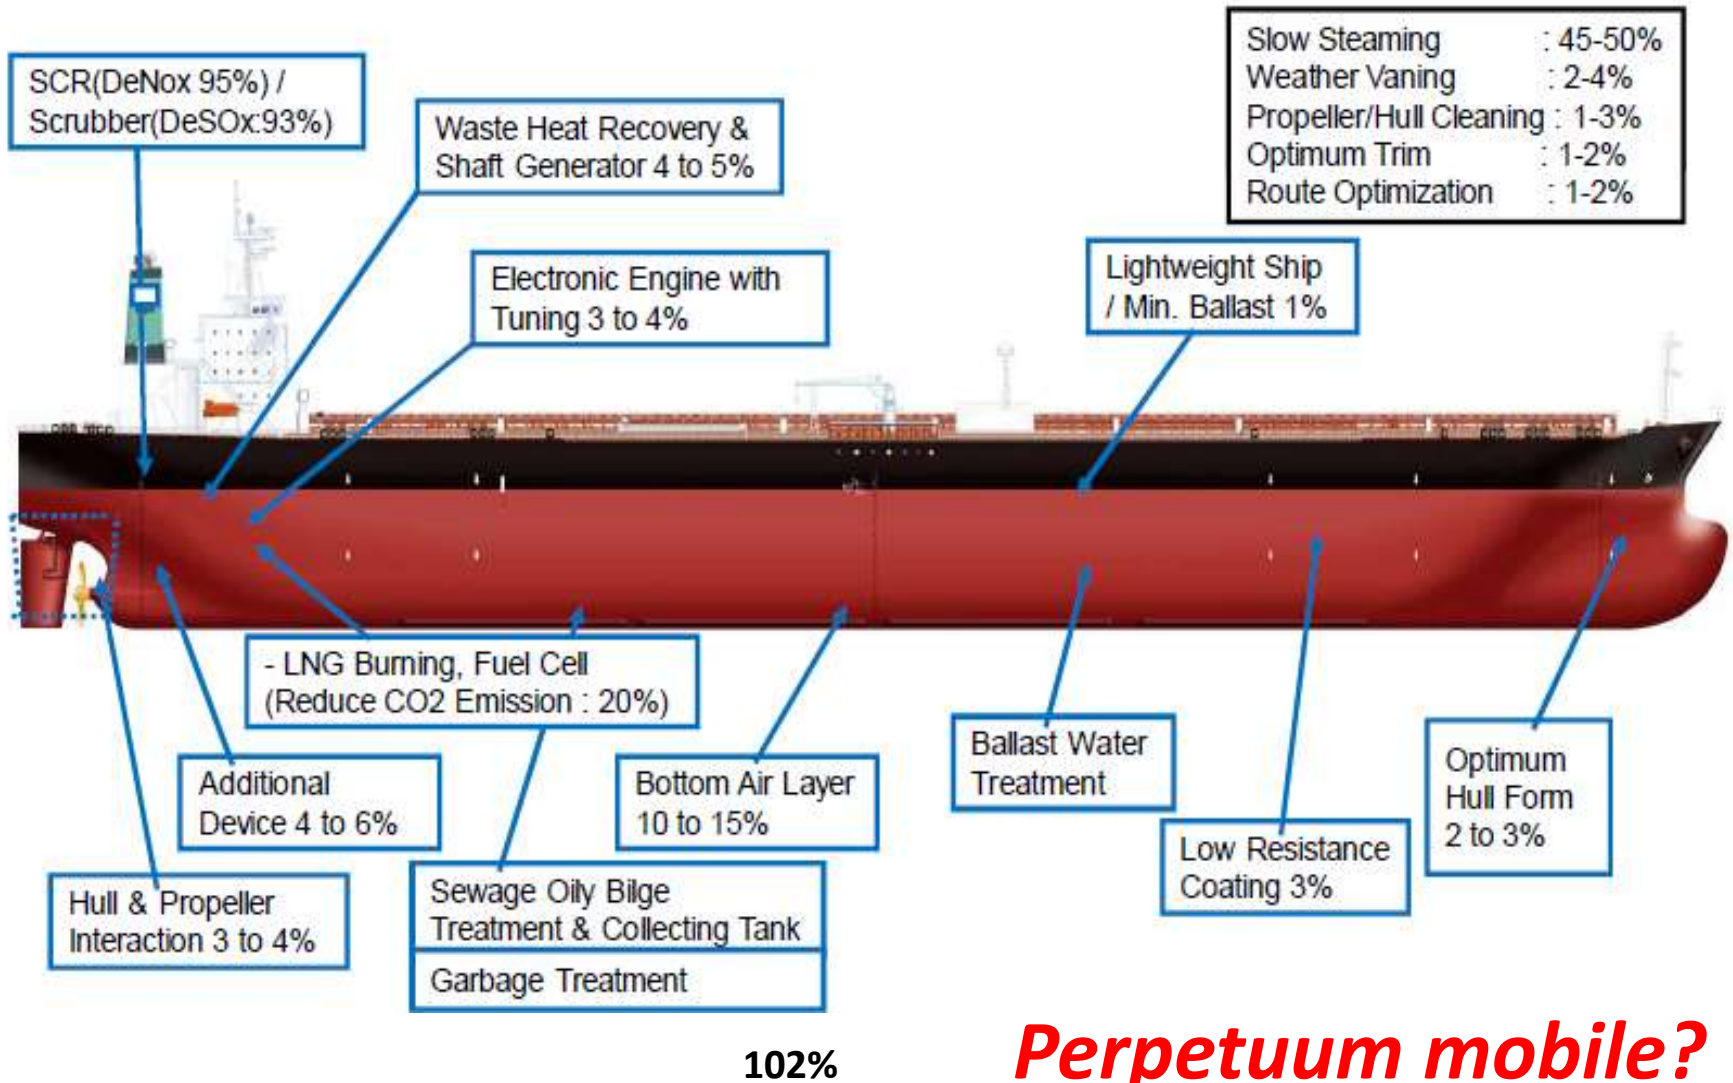 SCR(DeNox 95%) /
Scrubber(DeSOx:93%)
Waste Heat Recovery &
Shaft Generator 4 to 5%
Electronic Engine with
Tuning 3 to 4%
Slow Steaming : 45-50%
Weather Vaning : 2-4%
Propeller/Hull Cleaning : 1-3%
Optimum Trim : 1-2%
Route Optimization : 1-2%
Lightweight Ship
/ Min. Ballast 1%
- LNG Burning, Fuel Cell
(Reduce CO2 Emission : 20%)
Additional
Device 4 to 6%
Hull & Propeller
Interaction 3 to 4%
Sewage Oily Bilge
Treatment & Collecting Tank
Garbage Treatment
Bottom Air Layer
10 to 15%
Ballast Water
Treatment
Low Resistance
Coating 3%
Optimum
Hull Form
2 to 3%
102%
Perpetuum mobile?